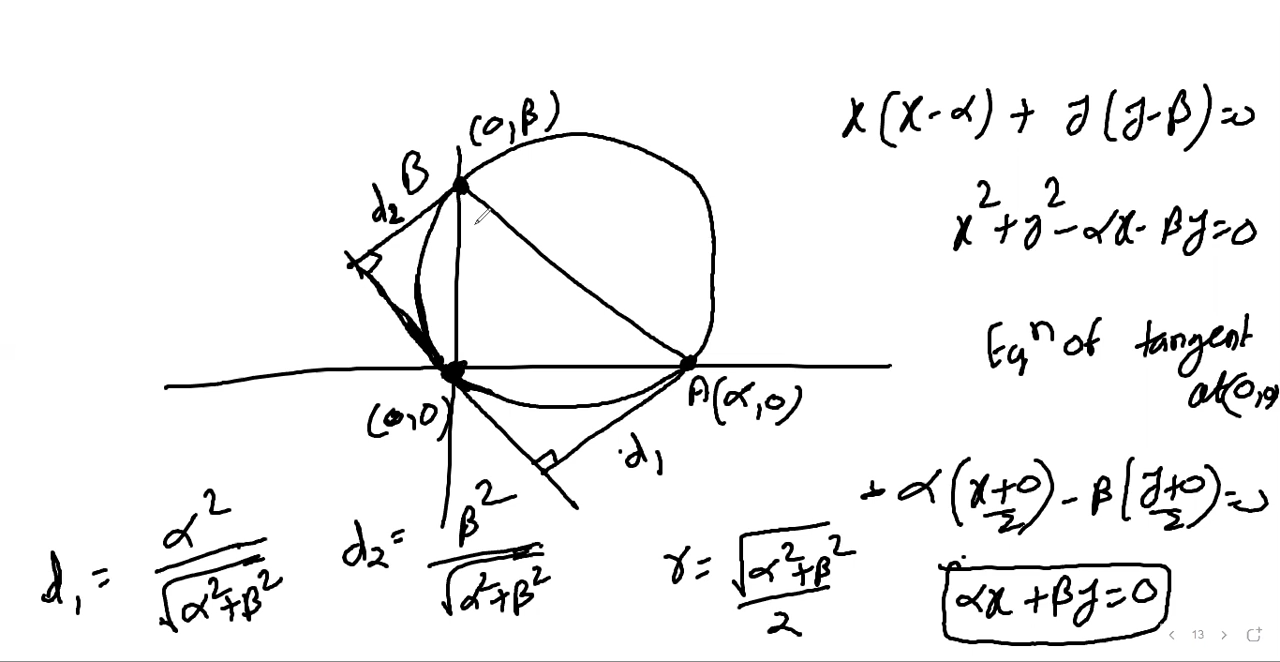 x(x-α) + y(y-β)=0
x²+y²-αx-βy=0
Eqⁿ of tangent
at(0,0)
+ α(x+0/2) - β(y+0/2)=0
αx+βy=0
(0,β)
B
d₂
(0,0)
A(α,0)
d₁
d₁ = α²/√(α²+β²)
d₂ = β²/√(α²+β²)
r = √(α²+β²)/2
13